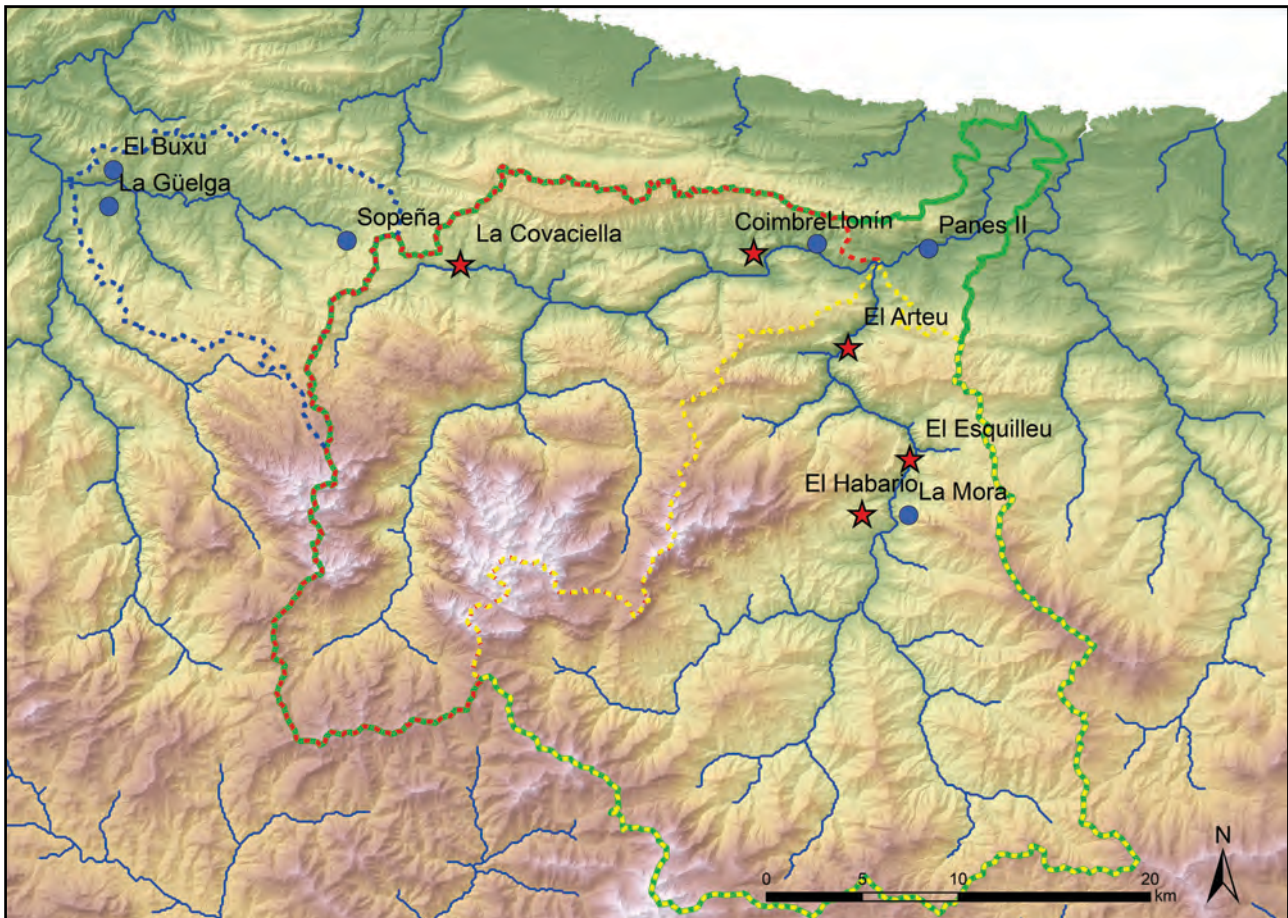 El Buxu
La Güelga
Sopeña
La Covaciella
Coimbre
Llonín
Panes II
El Arteu
El Esquilleu
El Habario
La Mora
N
0 5 10 20
km